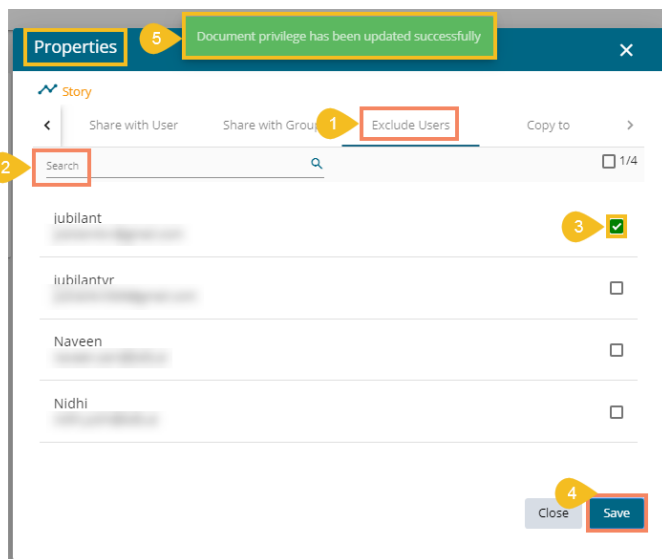 Properties
5
Document privilege has been updated successfully
Story
Share with User
Share with Group
1
Exclude Users
Copy to
2
Search
1/4
jubilant
3
jubilantyr
Naveen
Nidhi
4
Close
Save